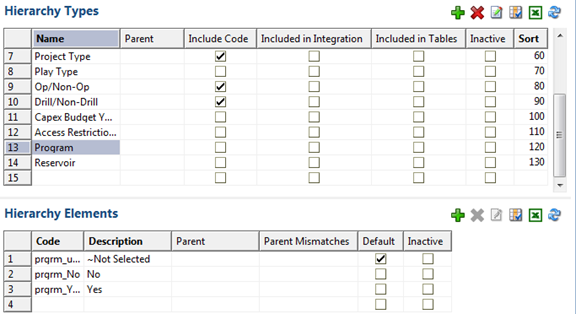 Hierarchy Types
Name Parent Include Code Included in Integration Included in Tables Inactive Sort
7 Project Type 60
8 Play Type 70
9 Op/Non-Op 80
10 Drill/Non-Drill 90
11 Capex Budget Y... 100
12 Access Restrictio... 110
13 Program 120
14 Reservoir 130
15
Hierarchy Elements
Code Description Parent Parent Mismatches Default Inactive
1 prqrm_u... ~Not Selected
2 prqrm_No No
3 prqrm_Y... Yes
4